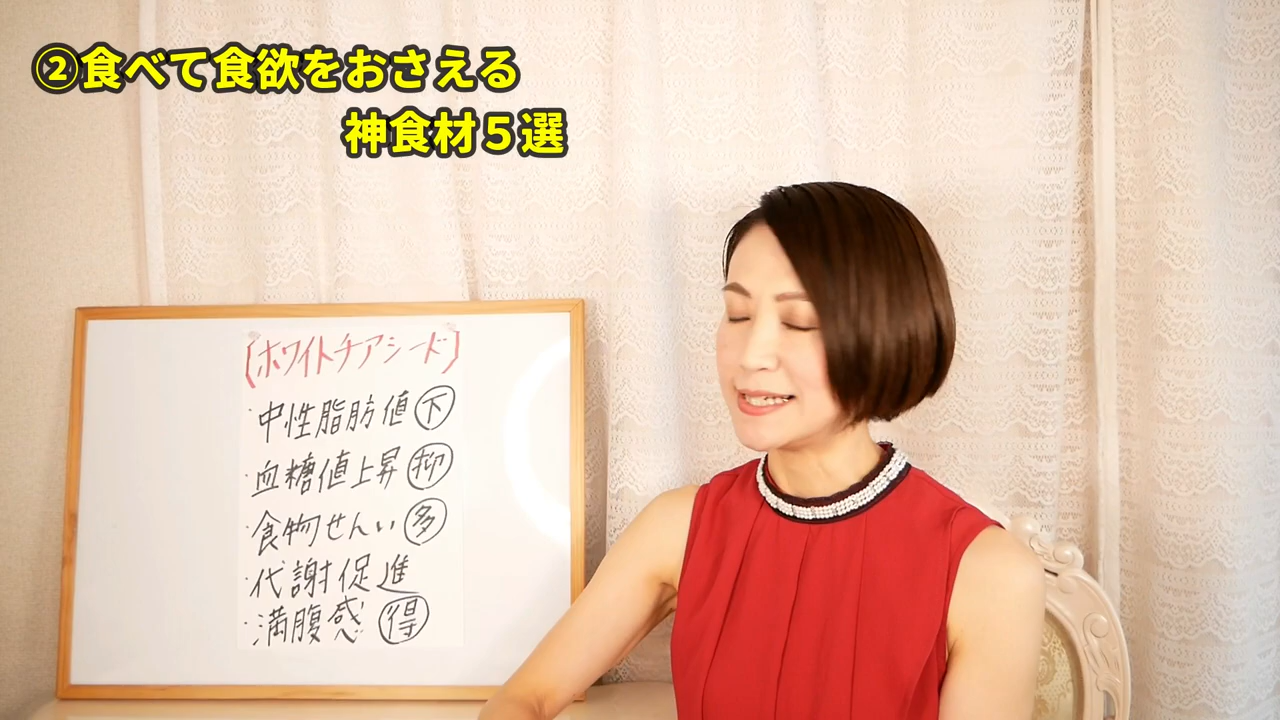 ②食べて食欲をおさえる
神食材５選
[ホワイトチアシード]
・中性脂肪値㊦
・血糖値上昇抑
・食物せんい多
・代謝促進
・満腹感得